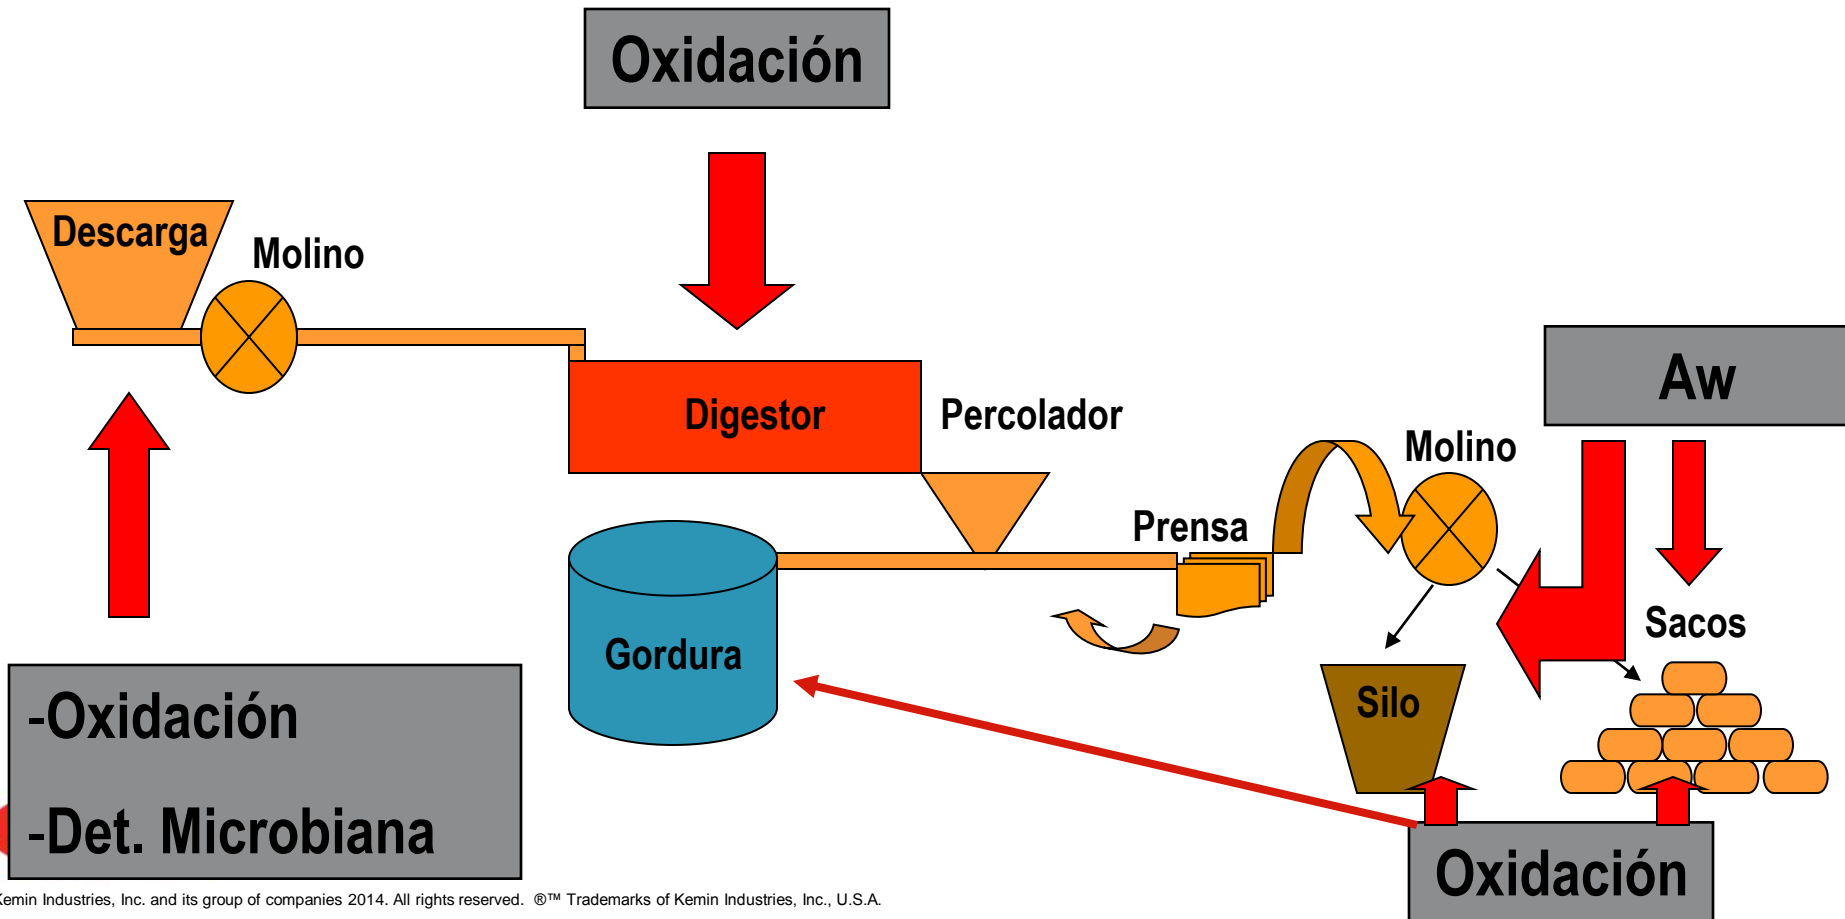 Oxidación
Descarga
Molino
Aw
Digestor
Percolador
Molino
Prensa
Sacos
Gordura
Silo
-Oxidación
-Det. Microbiana
Oxidación
Kemin Industries, Inc. and its group of companies 2014. All rights reserved. ®™ Trademarks of Kemin Industries, Inc., U.S.A.